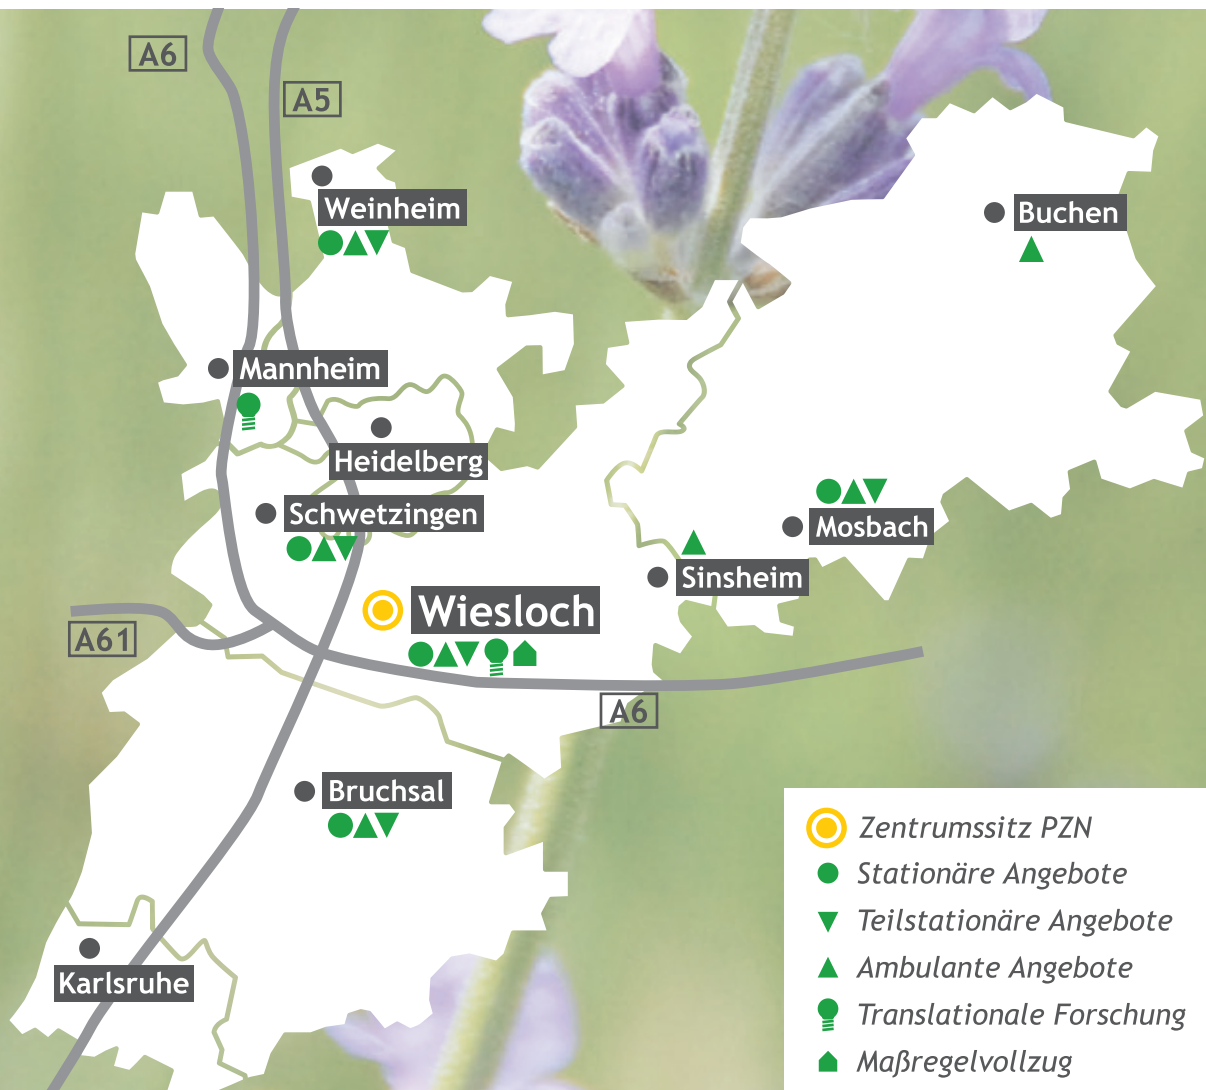 A6
A5
Weinheim
Buchen
Mannheim
Heidelberg
Schwetzingen
Mosbach
Sinsheim
Wiesloch
A61
A6
Bruchsal
Karlsruhe
Zentrumssitz PZN
Stationäre Angebote
Teilstationäre Angebote
Ambulante Angebote
Translationale Forschung
Maßregelvollzug